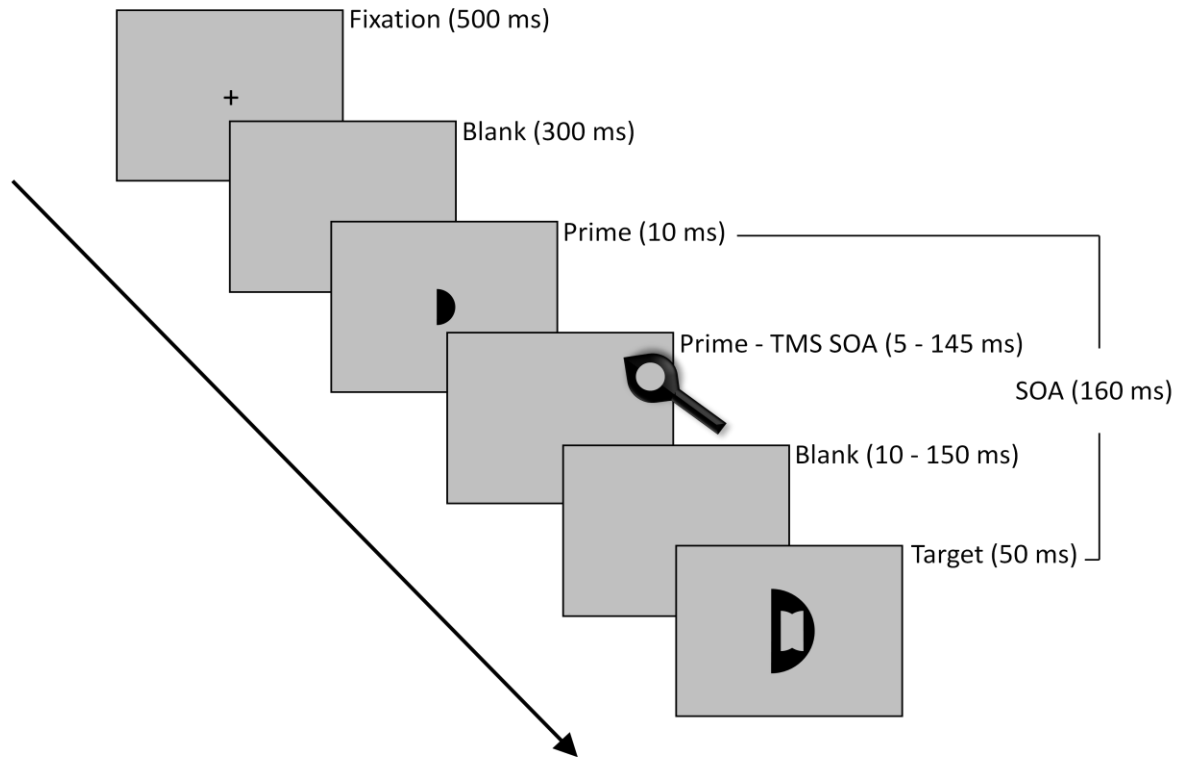 Fixation (500 ms)
Blank (300 ms)
Prime (10 ms)
Prime - TMS SOA (5 - 145 ms)
SOA (160 ms)
Blank (10 - 150 ms)
Target (50 ms)